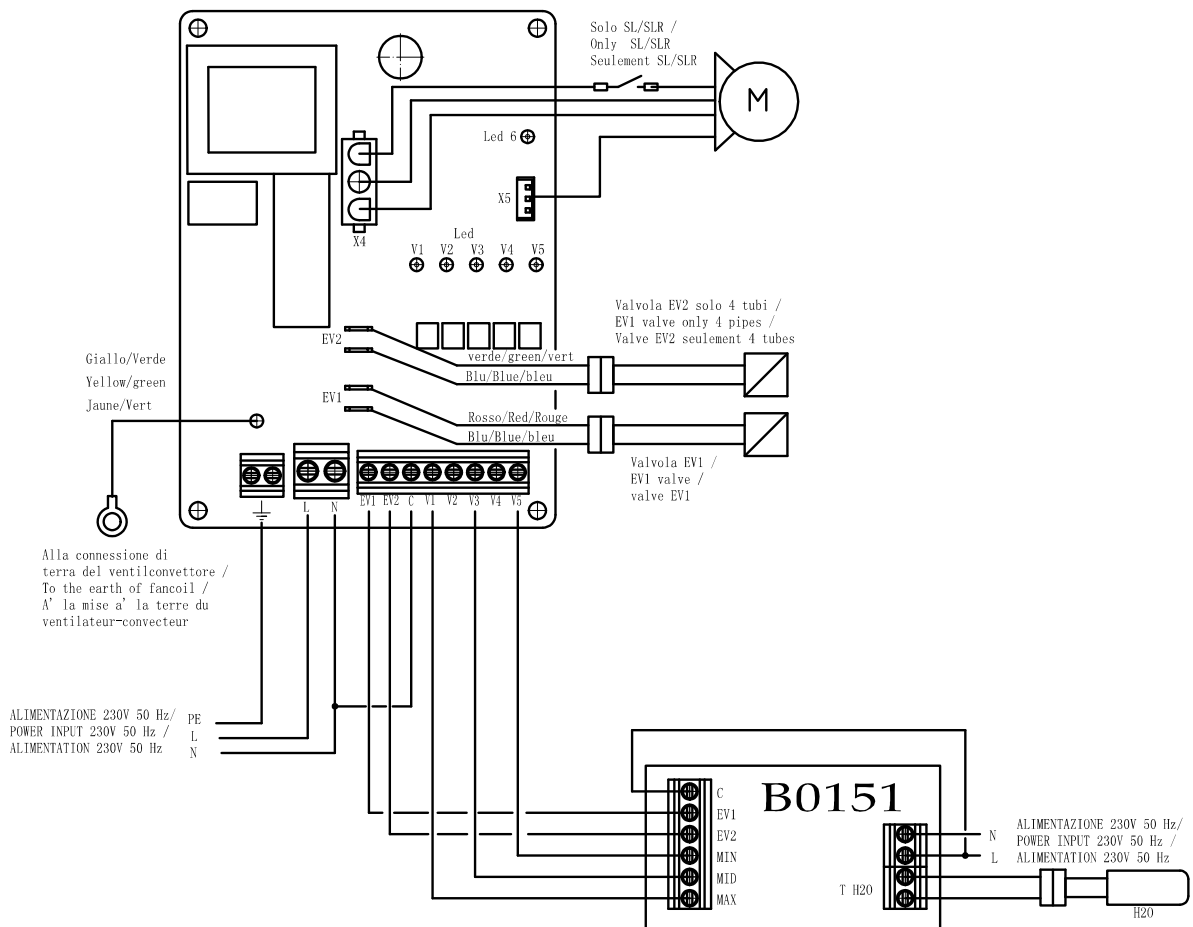 Solo SL/SLR /
Only SL/SLR
Seulement SL/SLR
M
Led 6
X5
X4
Led
V1 V2 V3 V4 V5
Valvola EV2 solo 4 tubi /
EV1 valve only 4 pipes /
Valve EV2 seulement 4 tubes
EV2
verde/green/vert
Blu/Blue/bleu
Giallo/Verde
Yellow/green
Jaune/Vert
EV1
Rosso/Red/Rouge
Blu/Blue/bleu
Valvola EV1 /
EV1 valve /
valve EV1
L N EV1 EV2 C V1 V2 V3 V4 V5
Alla connessione di
terra del ventilconvettore /
To the earth of fancoil /
A' la mise a' la terre du
ventilateur-convecteur
ALIMENTAZIONE 230V 50 Hz/
POWER INPUT 230V 50 Hz /
ALIMENTATION 230V 50 Hz
PE
L
N
B0151
C
EV1
EV2
MIN
MID
MAX
T H20
N
L
ALIMENTAZIONE 230V 50 Hz/
POWER INPUT 230V 50 Hz /
ALIMENTATION 230V 50 Hz
H20